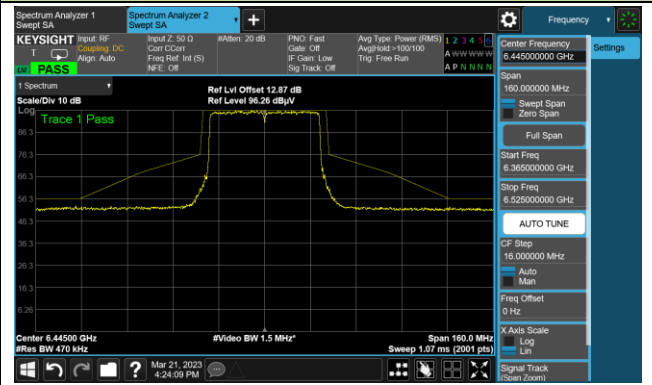 Spectrum Analyzer 1
Swept SA
Spectrum Analyzer 2
Swept SA
Frequency
KEYSIGHT
Input: RF
Coupling: DC
Align: Auto
Input Z: 50 Ω
Corr CCorr
Freq Ref: Int (S)
NFE: Off
#Atten: 20 dB
PNO: Fast
Gate: Off
IF Gain: Low
Sig Track: Off
Avg Type: Power (RMS)
Avg|Hold >100/100
Trig: Free Run
1 2 3 4 5 6
A W W W W W
A P N N N N
T
LNI PASS
1 Spectrum
Scale/Div 10 dB
Ref Lvl Offset 12.87 dB
Ref Level 96.26 dBμV
Log
Trace 1 Pass
86.3
76.3
66.3
56.3
46.3
36.3
26.3
16.3
6.26
Center 6.44500 GHz
#Video BW 1.5 MHz*
Span 160.0 MHz
#Res BW 470 kHz
Sweep 1.07 ms (2001 pts)
Mar 21, 2023
4:24:09 PM
Center Frequency
6.445000000 GHz
Settings
Span
160.000000 MHz
Swept Span
Zero Span
Full Span
Start Freq
6.365000000 GHz
Stop Freq
6.525000000 GHz
AUTO TUNE
CF Step
16.000000 MHz
Auto
Man
Freq Offset
0 Hz
X Axis Scale
Log
Lin
Signal Track
(Span Zoom)